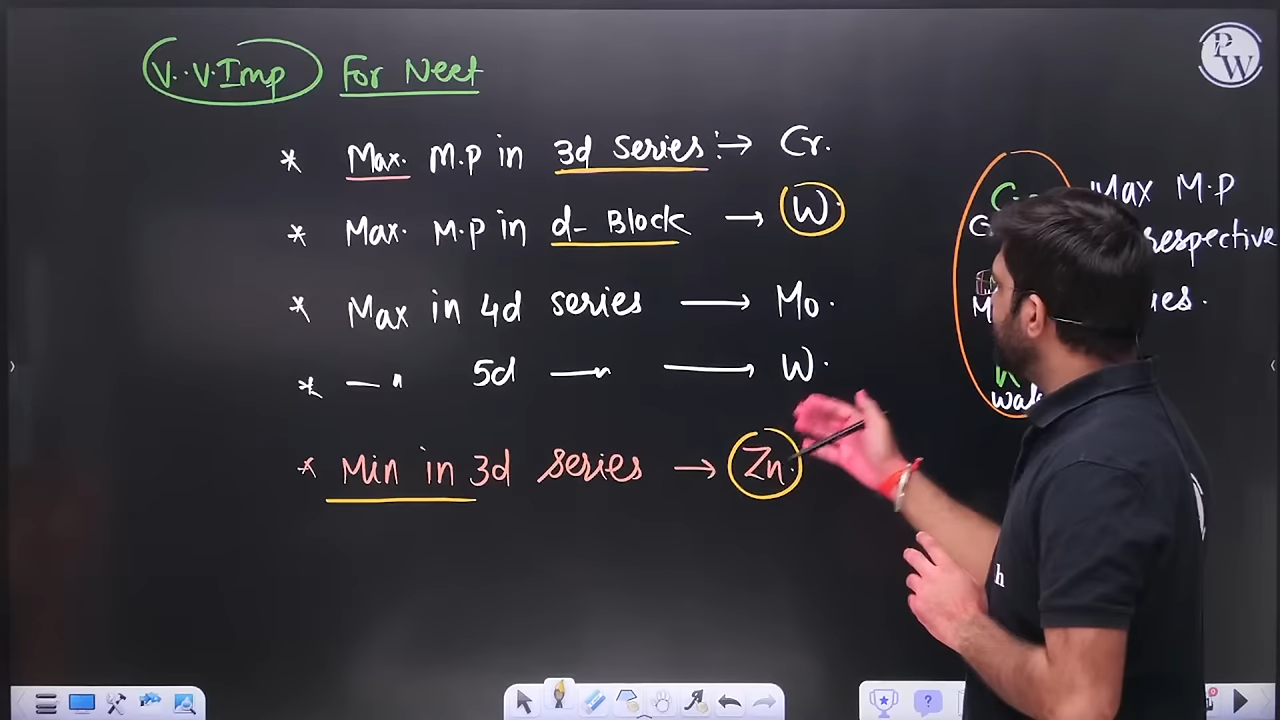 V.V.Imp For Neet
PW
* Max. M.P in 3d series :→ Cr.
* Max. M.P in d-Block → W.
* Max in 4d series → Mo.
* — " 5d — " → W.
* Min in 3d series → Zn.
Max M.P
respective
h